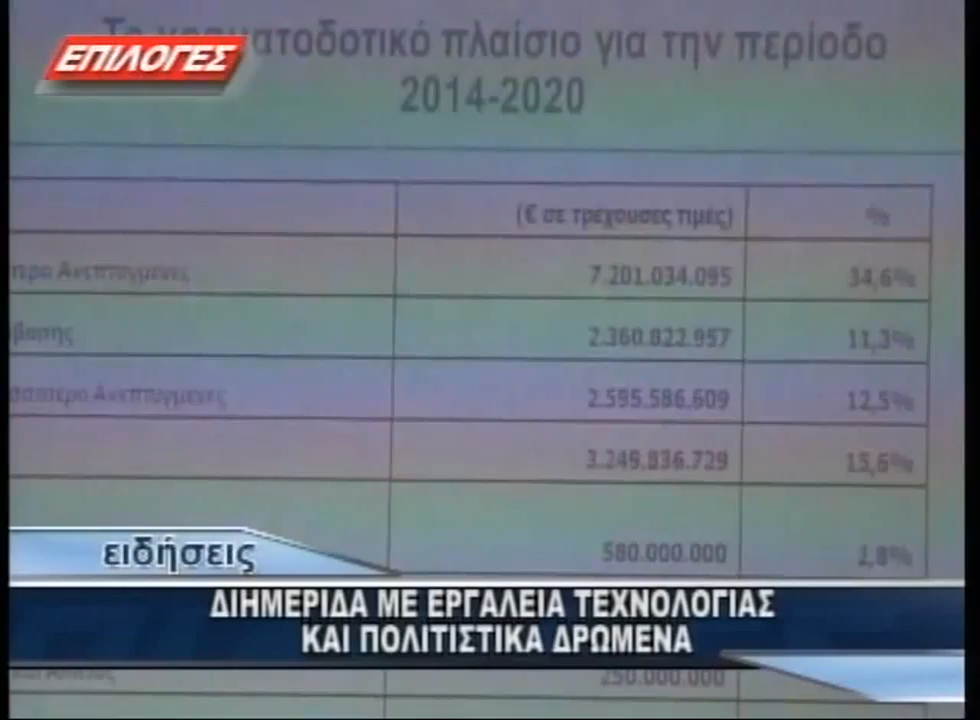 ΕΠΙΛΟΓΕΣ
πλαίσιο για την περίοδο
2014-2020
(€ σε τρέχουσες τιμές) %
Ανεπτυγμενες 7.201.034.095 34,6%
2.360.822.957 11,3%
Ανεπτυγμενες 2.595.586.609 12,5%
3.249.836.729 15,6%
580.000.000 2,8%
ειδήσεις
ΔΙΗΜΕΡΙΔΑ ΜΕ ΕΡΓΑΛΕΙΑ ΤΕΧΝΟΛΟΓΙΑΣ
ΚΑΙ ΠΟΛΙΤΙΣΤΙΚΑ ΔΡΩΜΕΝΑ
250.000.000